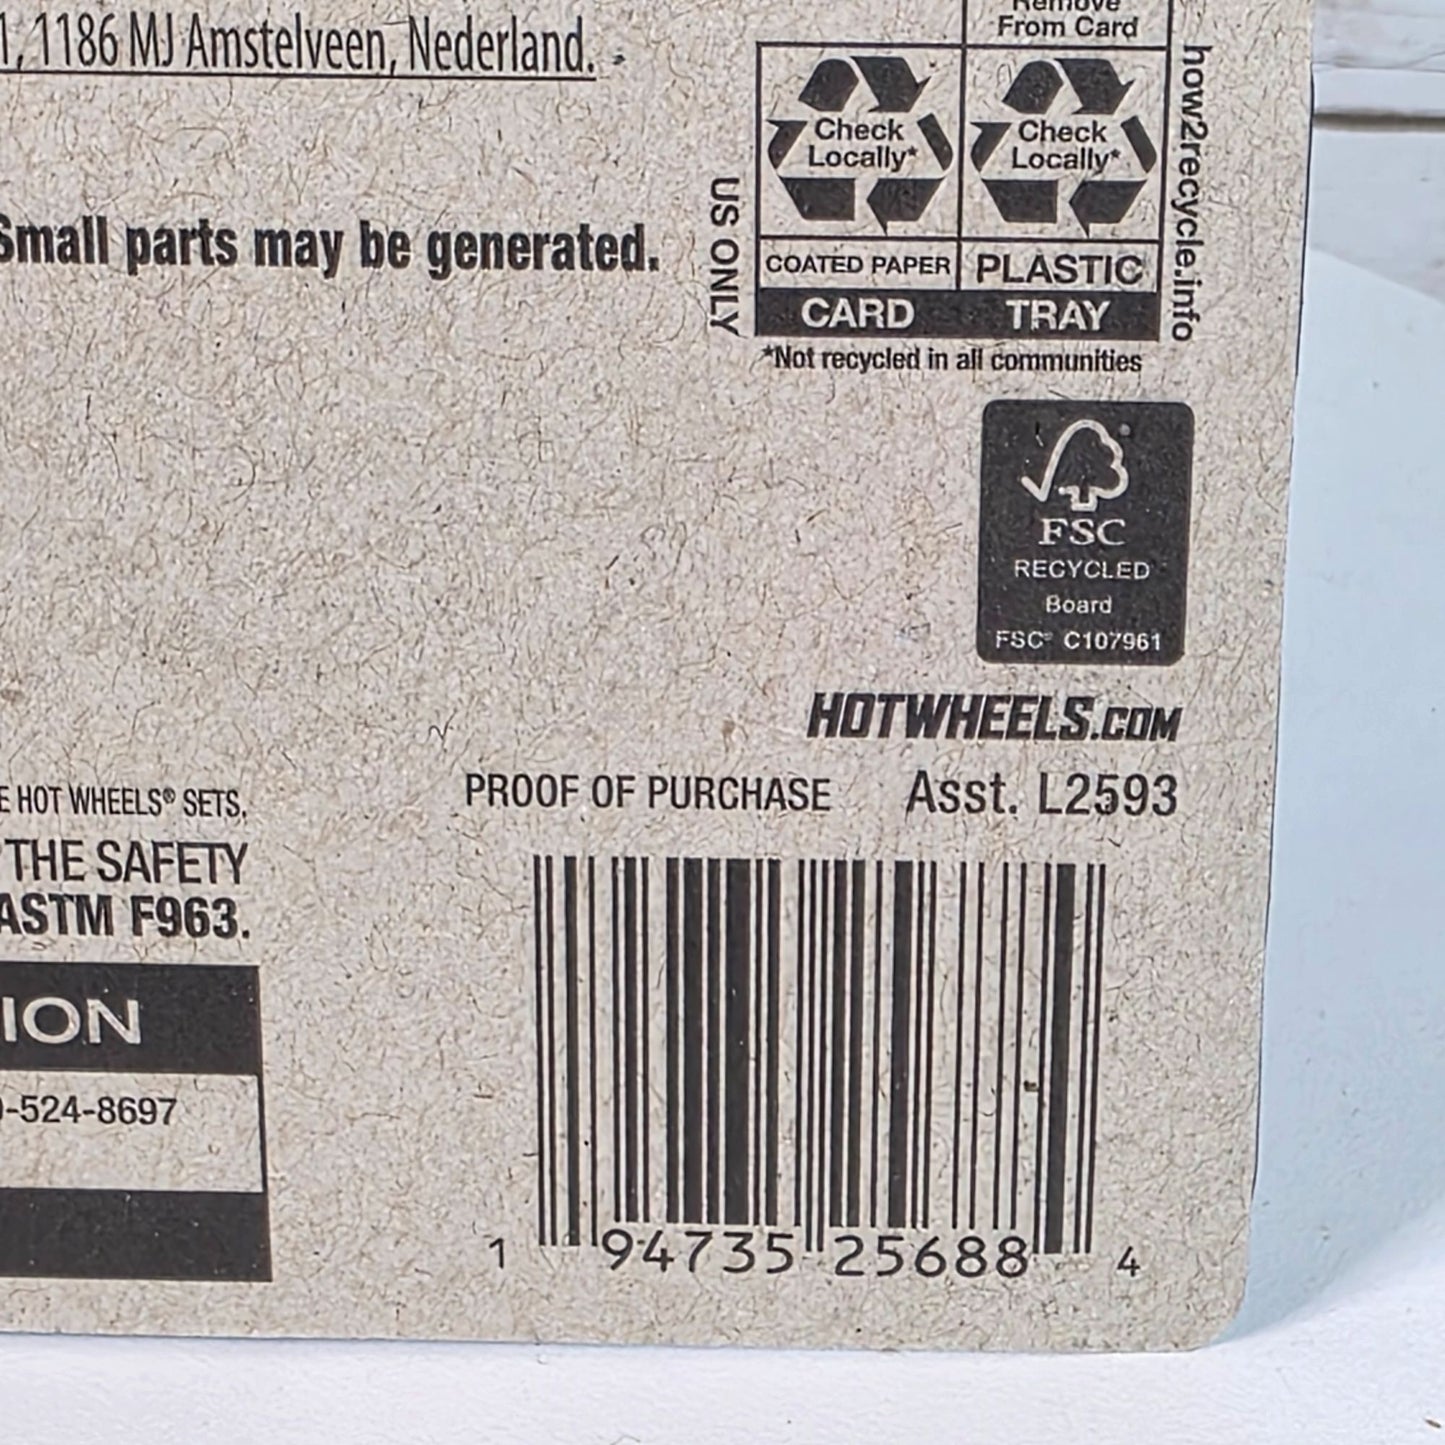 Remove
From Card
1, 1186 MJ Amstelveen, Nederland.
Check
Locally*
Check
Locally*
how2recycle.info
US ONLY
Small parts may be generated.
COATED PAPER
PLASTIC
CARD
TRAY
*Not recycled in all communities
FSC
RECYCLED
Board
FSC® C107961
HOTWHEELS.COM
PROOF OF PURCHASE Asst. L2593
E HOT WHEELS® SETS.
THE SAFETY
ASTM F963.
ION
-524-8697
1 94735 25688 4